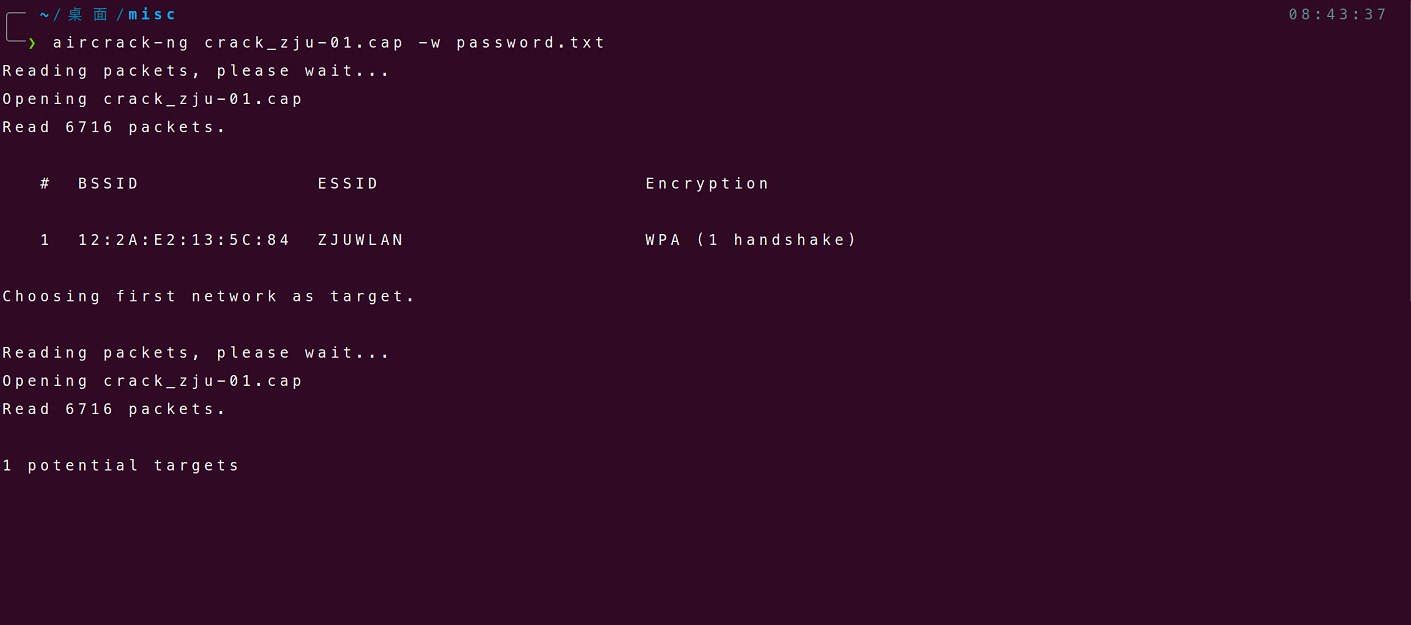 ~/桌面/misc 08:43:37
❯ aircrack-ng crack_zju-01.cap -w password.txt
Reading packets, please wait...
Opening crack_zju-01.cap
Read 6716 packets.
# BSSID ESSID Encryption
1 12:2A:E2:13:5C:84 ZJUWLAN WPA (1 handshake)
Choosing first network as target.
Reading packets, please wait...
Opening crack_zju-01.cap
Read 6716 packets.
1 potential targets